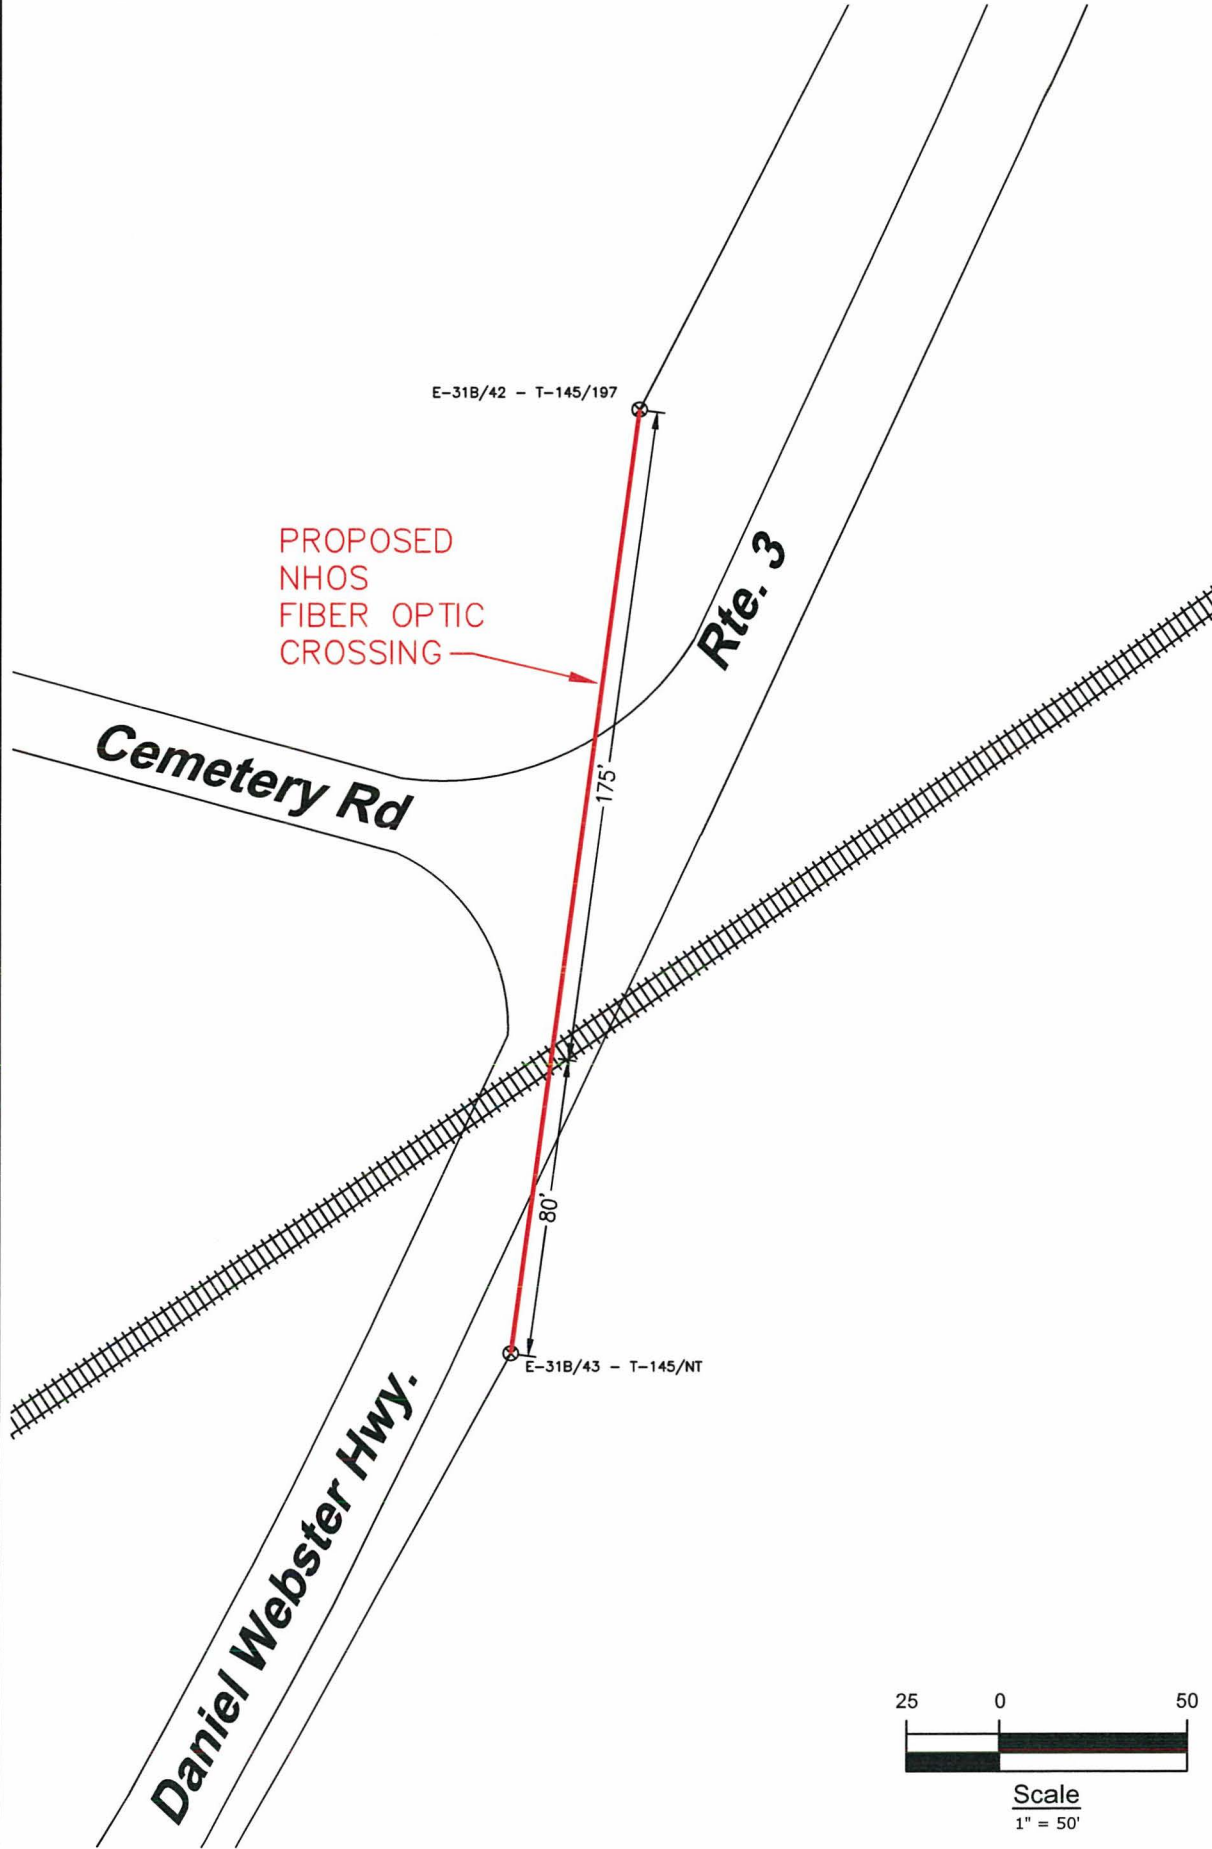 E-31B/42 - T-145/197
PROPOSED
NHOS
FIBER OPTIC
CROSSING
Rte. 3
Cemetery Rd
175'
80'
E-31B/43 - T-145/NT
Daniel Webster Hwy.
25 0 50
Scale
1" = 50'